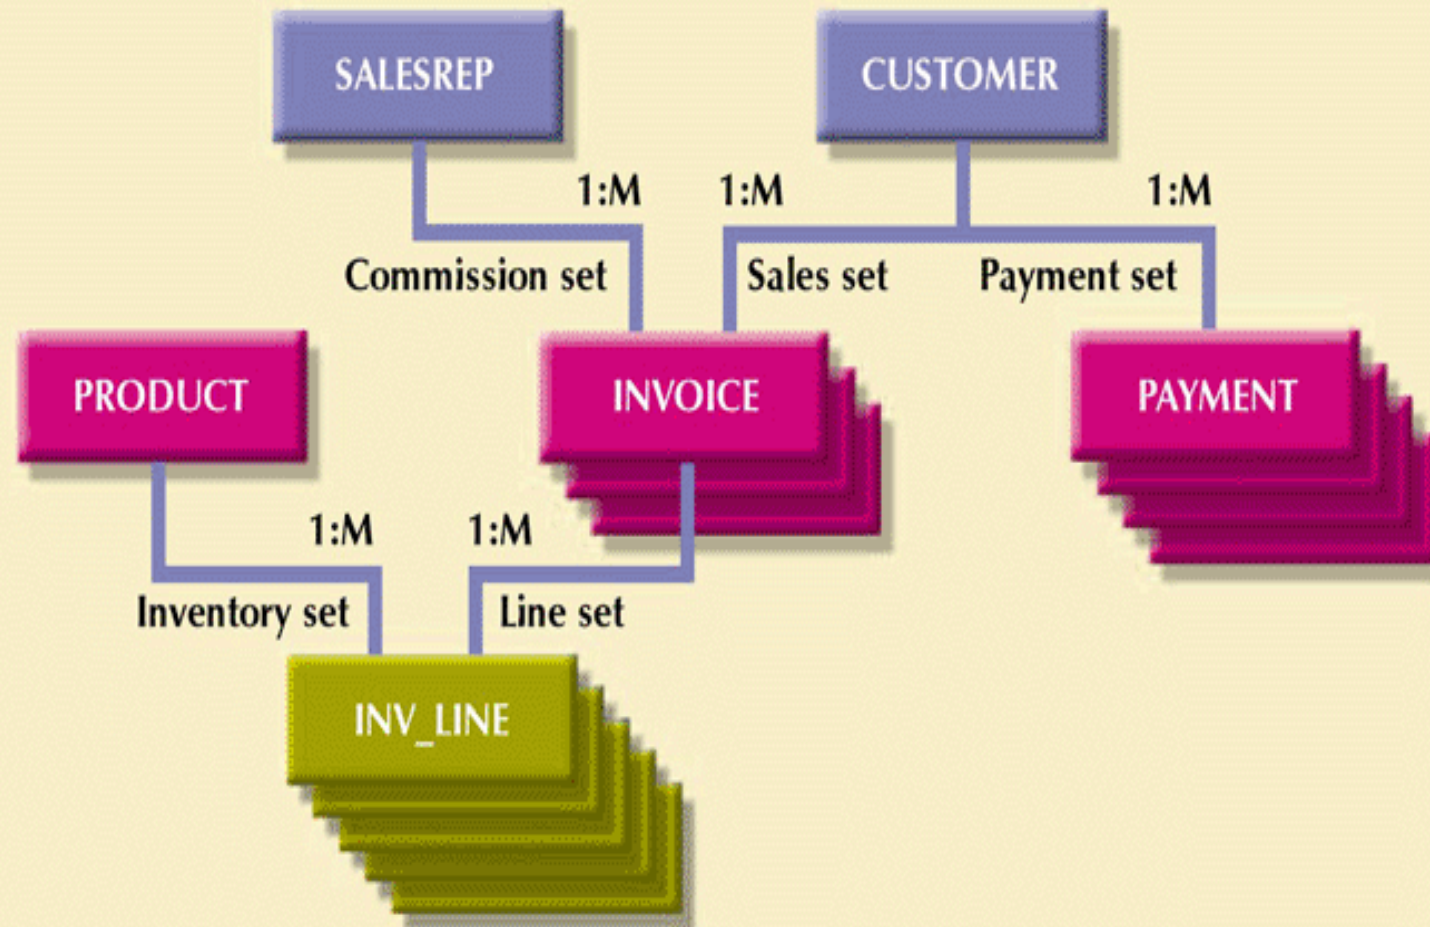 SALESREP
CUSTOMER
1:M
1:M
1:M
Commission set
Sales set
Payment set
PRODUCT
INVOICE
PAYMENT
1:M
1:M
Inventory set
Line set
INV_LINE